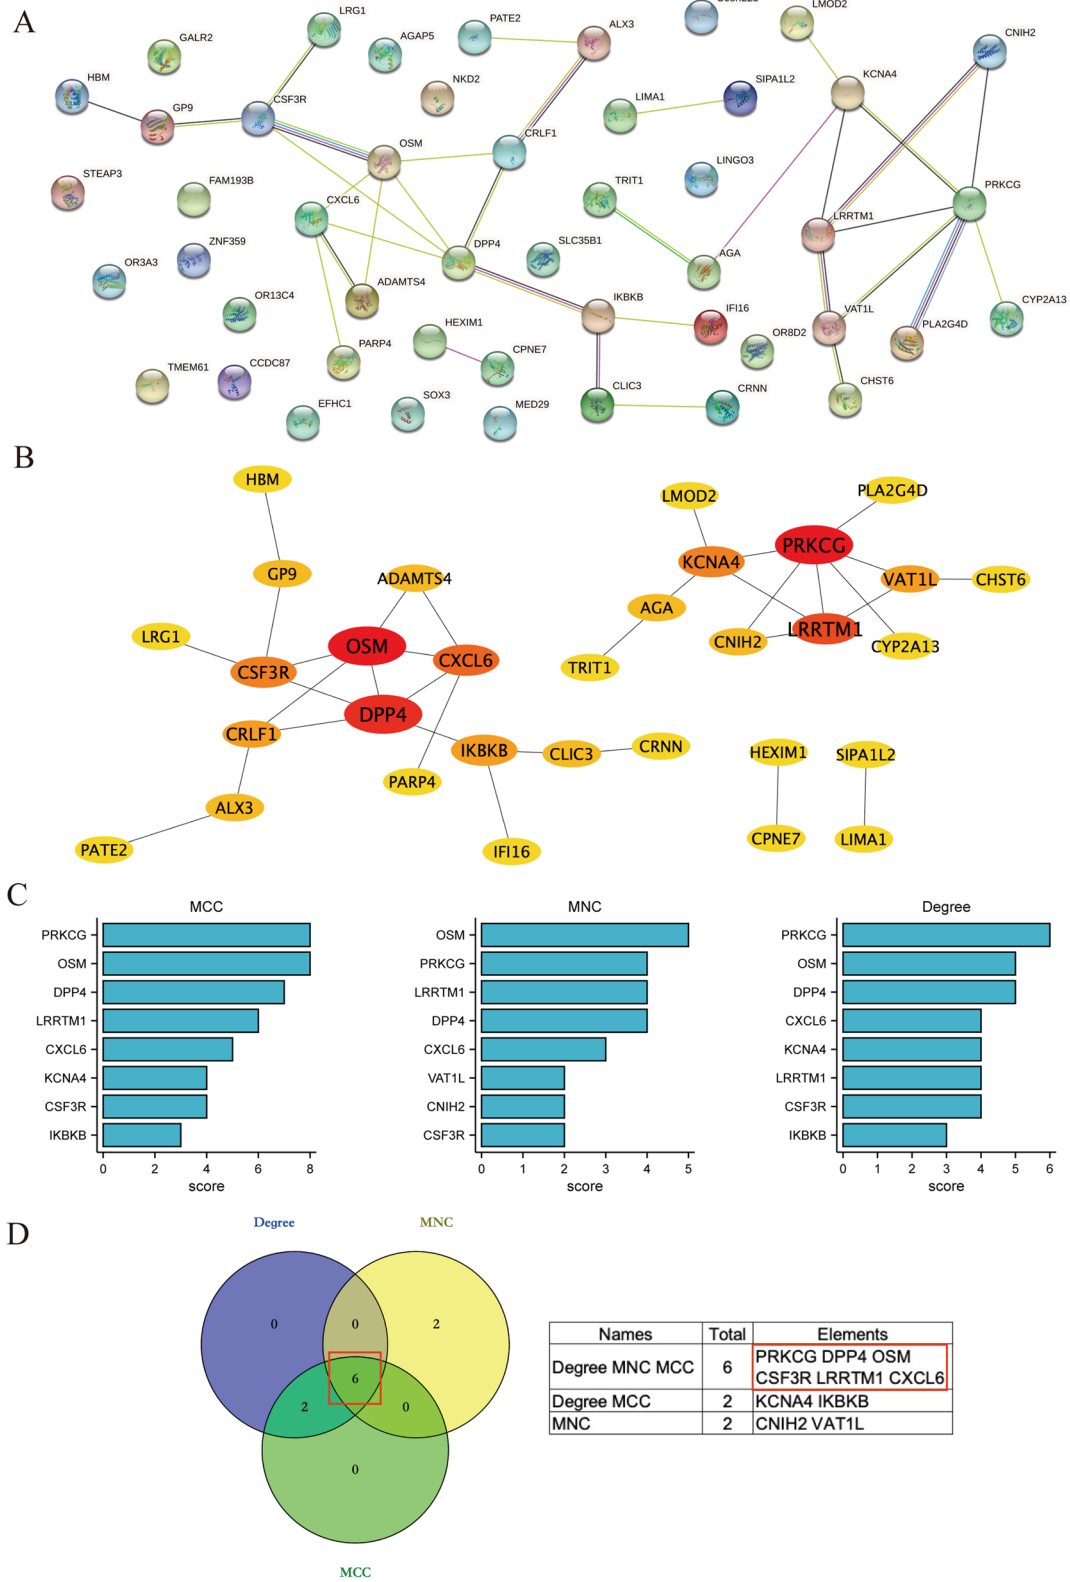 A
LRG1
PATE2
ALX3
LMOD2
GALR2
AGAP5
CNIH2
HBM
NKD2
SIPA1L2
KCNA4
GP9
CSF3R
LIMA1
OSM
CRLF1
STEAP3
FAM193B
LINGO3
TRIT1
PRKCG
CXCL6
LRRTM1
ZNF359
DPP4
SLC35B1
AGA
OR3A3
ADAMTS4
OR13C4
IKBKB
IFI16
VAT1L
CYP2A13
HEXIM1
OR8D2
PLA2G4D
PARP4
CPNE7
TMEM61
CCDC87
CLIC3
CRNN
CHST6
EFHC1
SOX3
MED29
B
HBM
LMOD2
PLA2G4D
PRKCG
GP9
ADAMTS4
KCNA4
VAT1L
CHST6
AGA
LRG1
OSM
CNIH2
LRRTM1
CYP2A13
CSF3R
CXCL6
TRIT1
DPP4
CRLF1
IKBKB
CLIC3
CRNN
HEXIM1
SIPA1L2
PARP4
ALX3
PATE2
IFI16
CPNE7
LIMA1
C
MCC
PRKCG
OSM
DPP4
LRRTM1
CXCL6
KCNA4
CSF3R
IKBKB
0 2 4 6 8
score
MNC
OSM
PRKCG
LRRTM1
DPP4
CXCL6
VAT1L
CNIH2
CSF3R
0 1 2 3 4 5
score
Degree
PRKCG
OSM
DPP4
CXCL6
KCNA4
LRRTM1
CSF3R
IKBKB
0 1 2 3 4 5 6
score
D
Degree MNC
0 0 2
6
2 0
0
MCC
Names Total Elements
Degree MNC MCC 6 PRKCG DPP4 OSM
CSF3R LRRTM1 CXCL6
Degree MCC 2 KCNA4 IKBKB
MNC 2 CNIH2 VAT1L